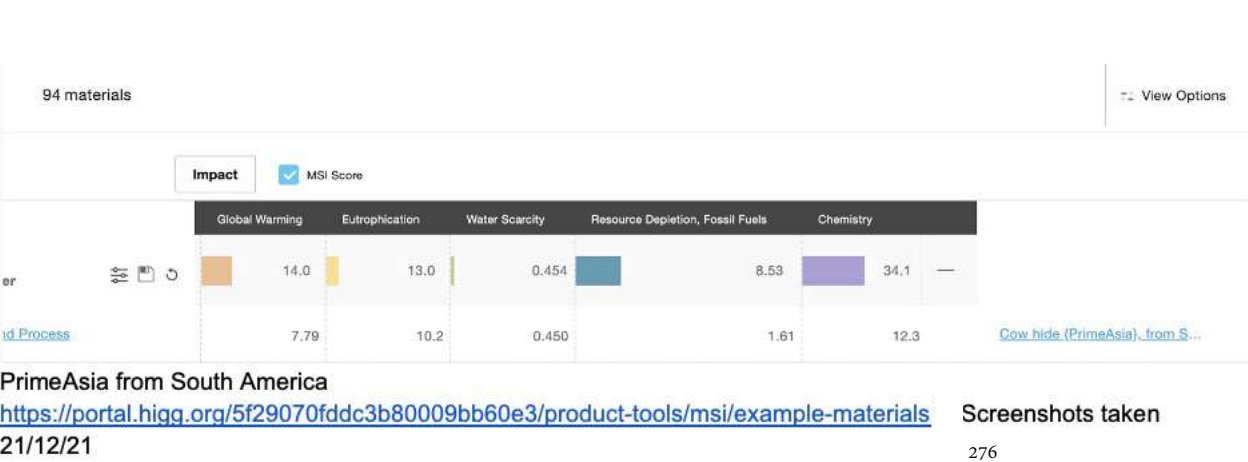 94 materials
View Options
Impact
MSI Score
Global Warming Eutrophication Water Scarcity Resource Depletion, Fossil Fuels Chemistry
er 14.0 13.0 0.454 8.53 34.1 —
nd Process 7.79 10.2 0.450 1.61 12.3 Cow hide {PrimeAsia}, from S...
PrimeAsia from South America
https://portal.higg.org/5f29070fddc3b80009bb60e3/product-tools/msi/example-materials Screenshots taken
21/12/21
276